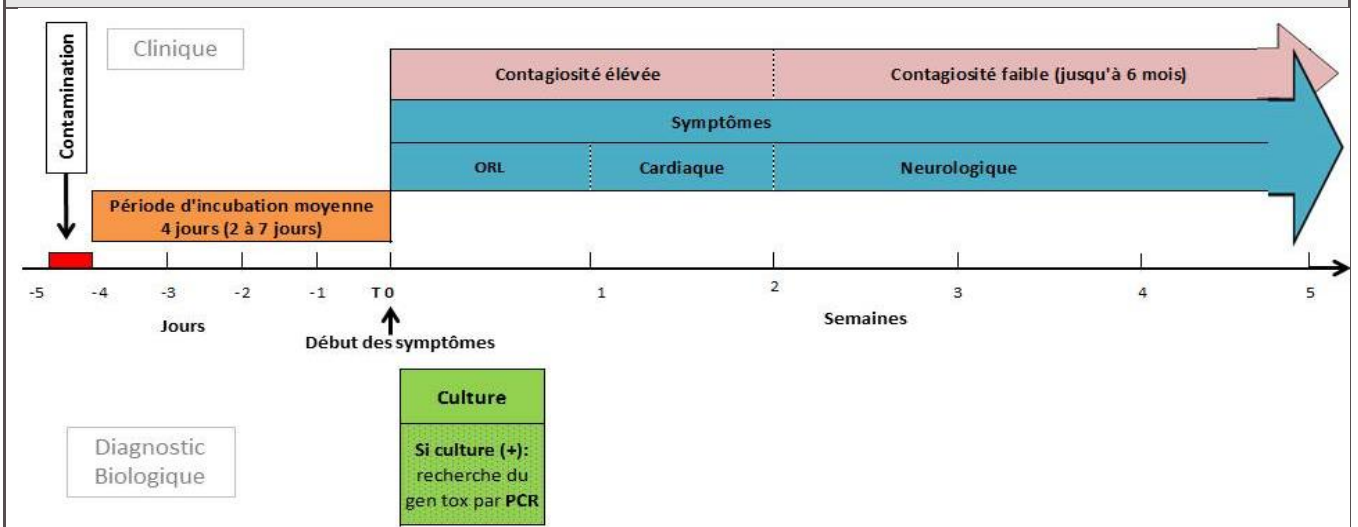 Contamination
Clinique
Contagiosité élévée
Contagiosité faible (jusqu'à 6 mois)
Symptômes
ORL
Cardiaque
Neurologique
Période d'incubation moyenne
4 jours (2 à 7 jours)
-5
-4
-3
-2
-1
T 0
1
2
3
4
5
Jours
Semaines
Début des symptômes
Culture
Si culture (+):
recherche du
gen tox par PCR
Diagnostic
Biologique